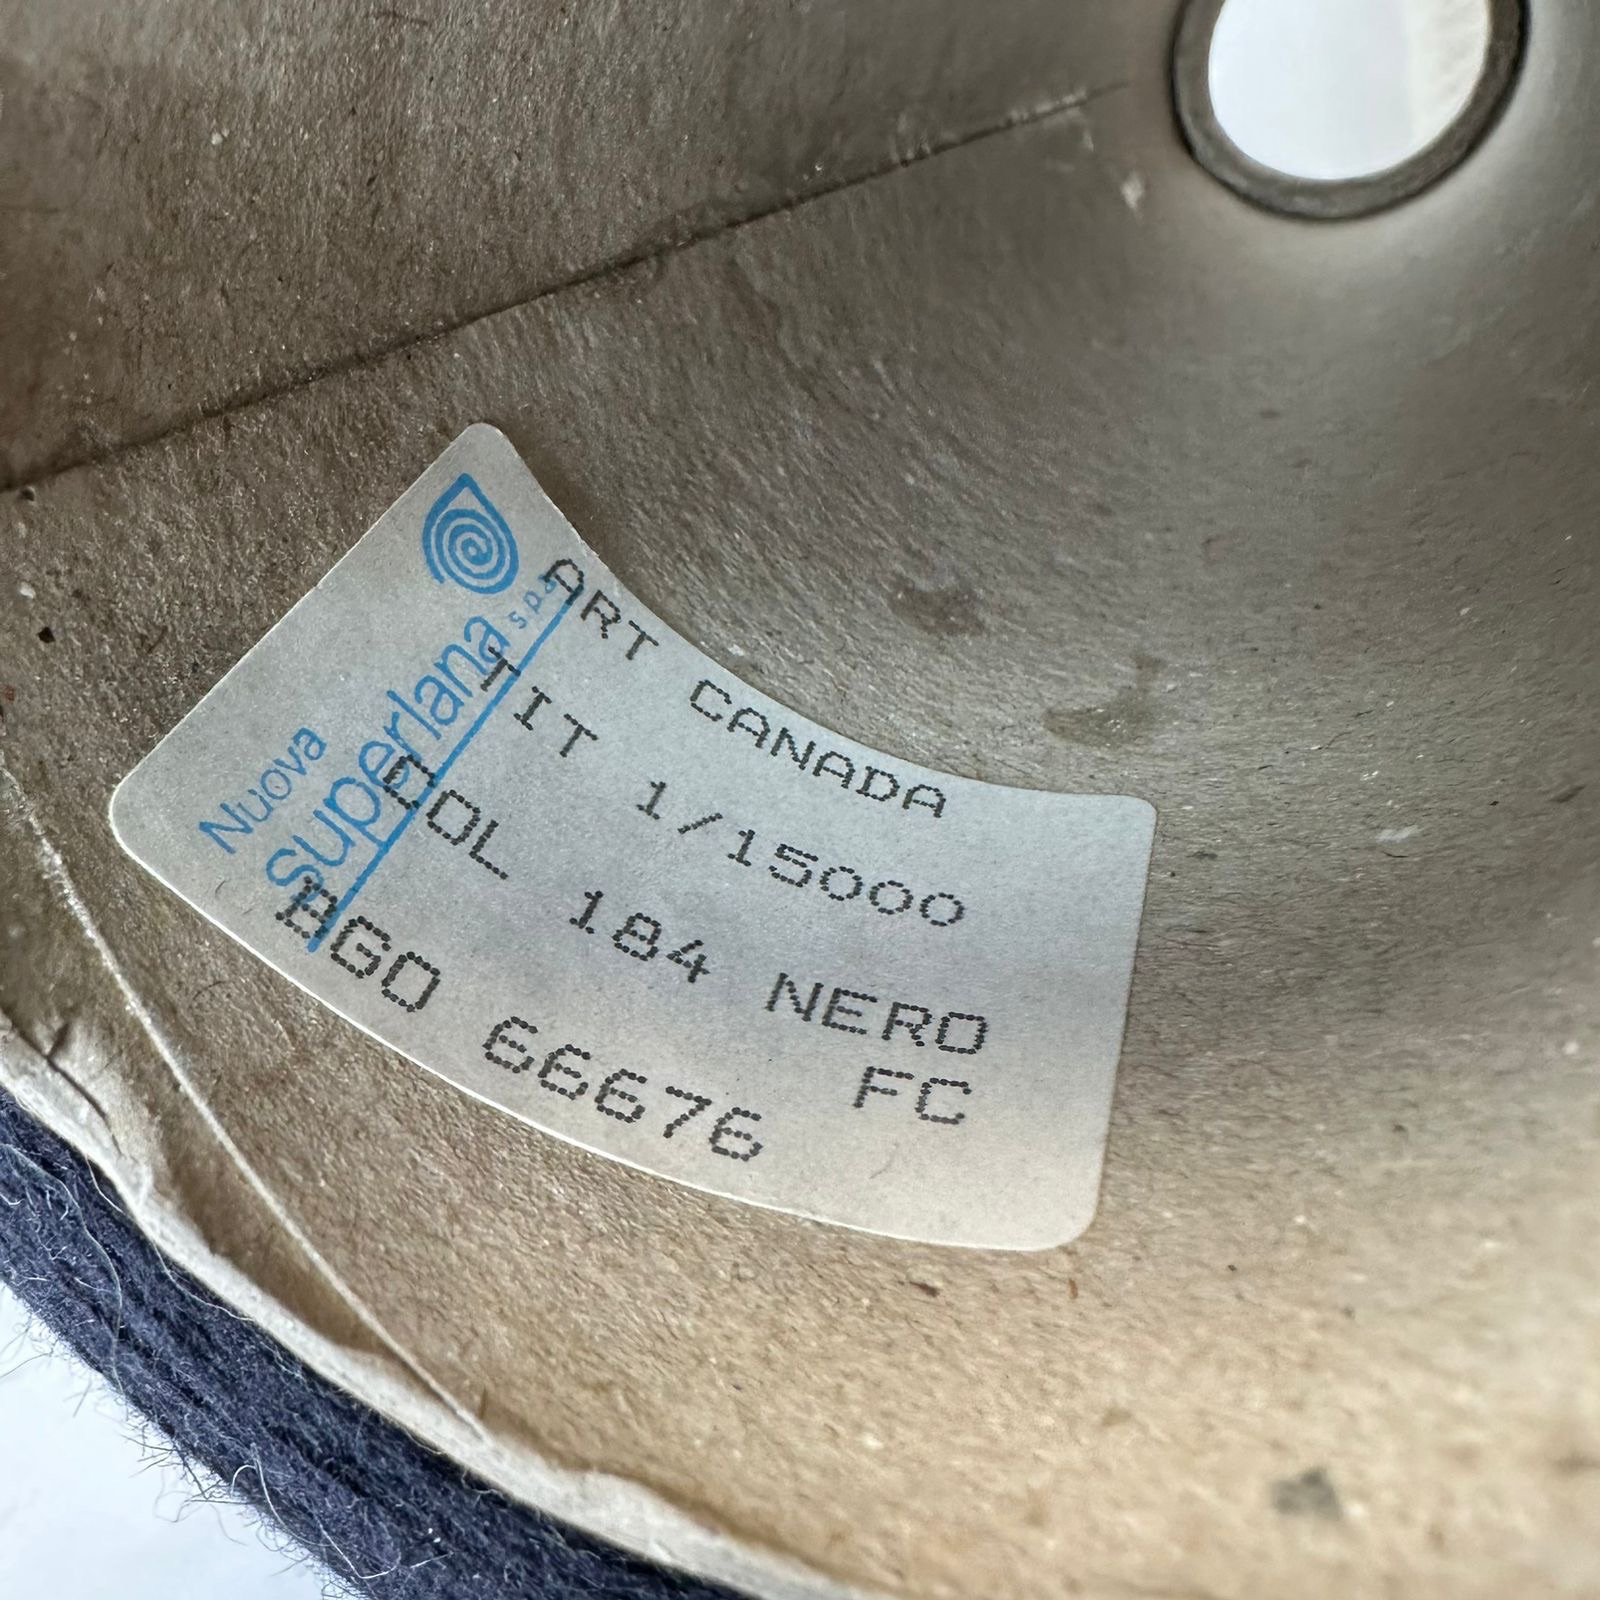 Nuova
superlana s.p.a.
ART CANADA
TIT 1/15000
COL 184 NERO
FC
BGO 66676